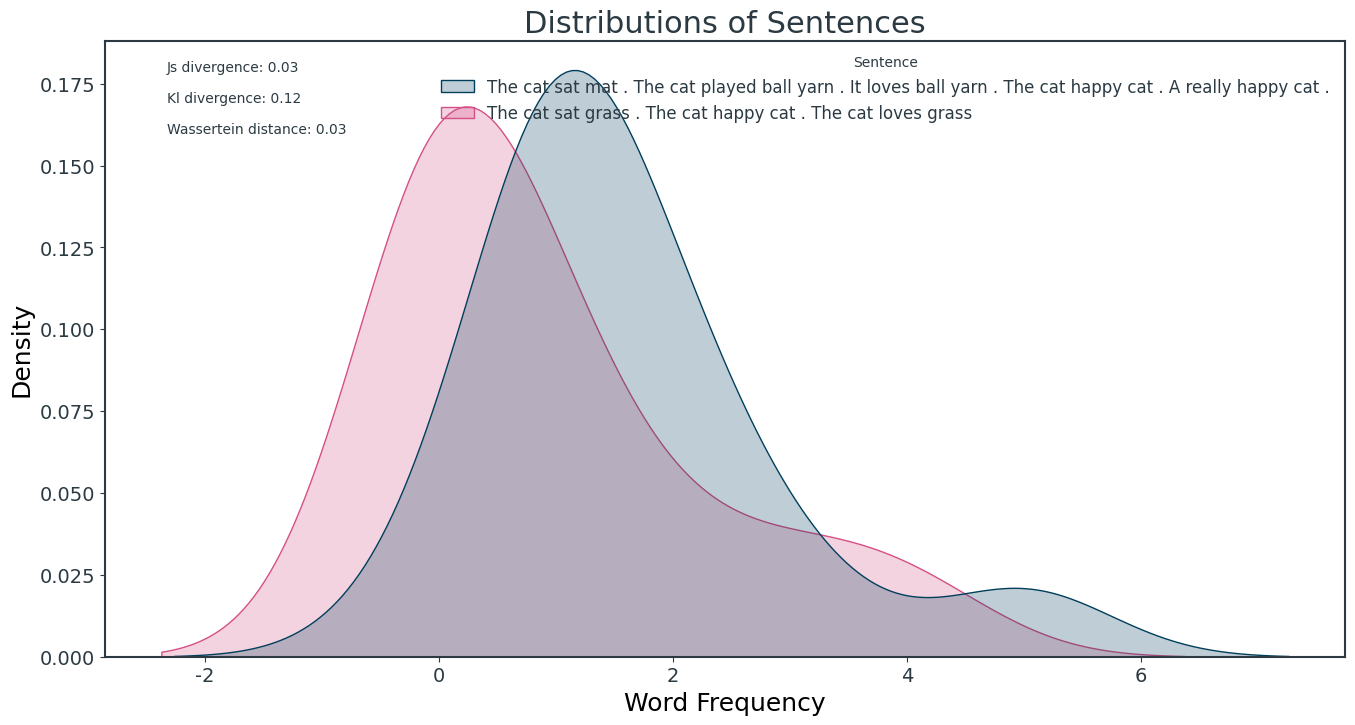 Distributions of Sentences
Js divergence: 0.03
Kl divergence: 0.12
Wassertein distance: 0.03
Sentence
The cat sat mat . The cat played ball yarn . It loves ball yarn . The cat happy cat . A really happy cat .
The cat sat grass . The cat happy cat . The cat loves grass
Density
0.175
0.150
0.125
0.100
0.075
0.050
0.025
0.000
-2 0 2 4 6
Word Frequency